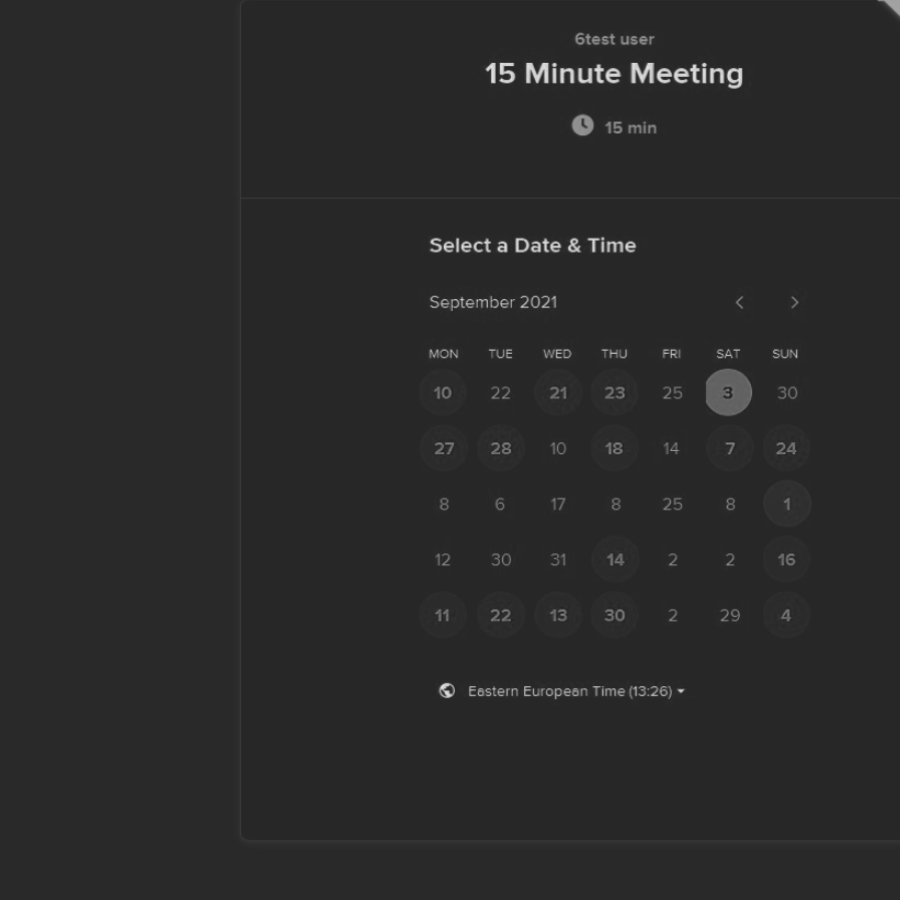 6test user
15 Minute Meeting
15 min
Select a Date & Time
September 2021
MON TUE WED THU FRI SAT SUN
10 22 21 23 25 3 30
27 28 10 18 14 7 24
8 6 17 8 25 8 1
12 30 31 14 2 2 16
11 22 13 30 2 29 4
Eastern European Time (13:26)